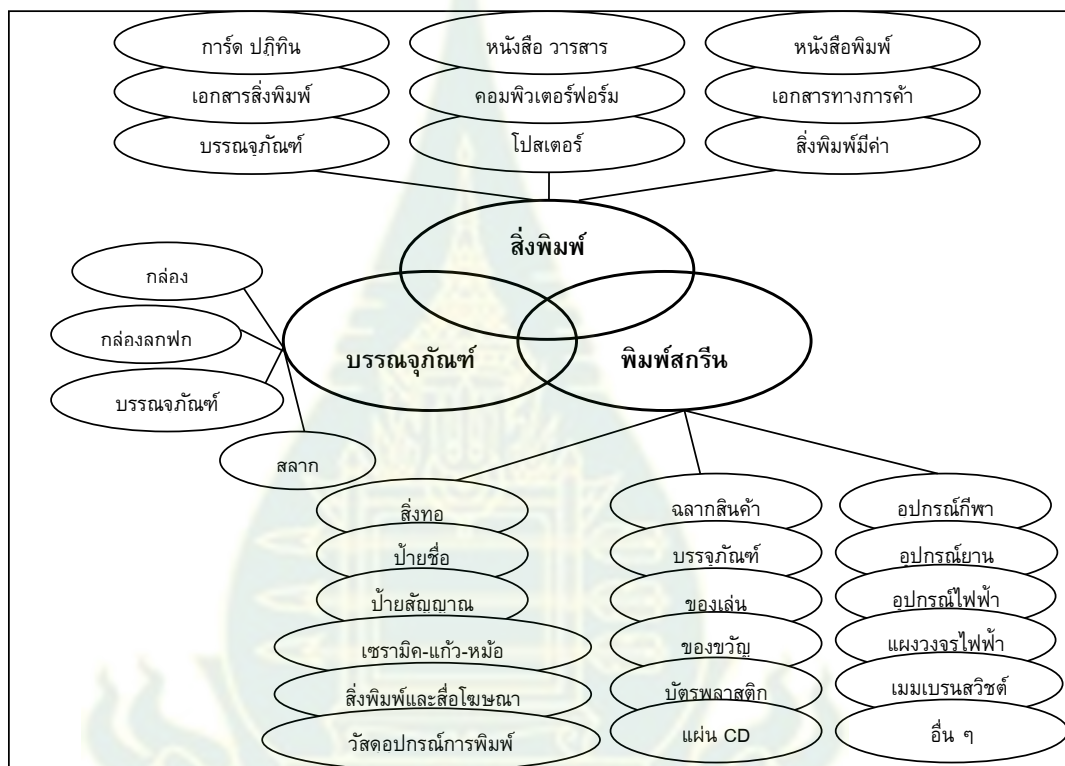 การ์ด ปฏิทิน หนังสือ วารสาร หนังสือพิมพ์
เอกสารสิ่งพิมพ์ คอมพิวเตอร์ฟอร์ม เอกสารทางการค้า
บรรณจุภัณฑ์ โปสเตอร์ สิ่งพิมพ์มีค่า
สิ่งพิมพ์
กล่อง
กล่องลกฟก
บรรณจุภัณฑ์ พิมพ์สกรีน
บรรณจภัณฑ์
สลาก
สิ่งทอ ฉลากสินค้า อปกรณ์กีฬา
ป้ายชื่อ บรรจุภัณฑ์ อุปกรณ์ยาน
ป้ายสัญญาณ ของเล่น อุปกรณ์ไฟฟ้า
เซรามิค-แก้ว-หม้อ ของขวัญ แผงวงจรไฟฟ้า
สิ่งพิมพ์และสื่อโฆษณา บัตรพลาสติก เมมเบรนสวิชต์
วัสดอปกรณ์การพิมพ์ แผ่น CD อื่น ๆ